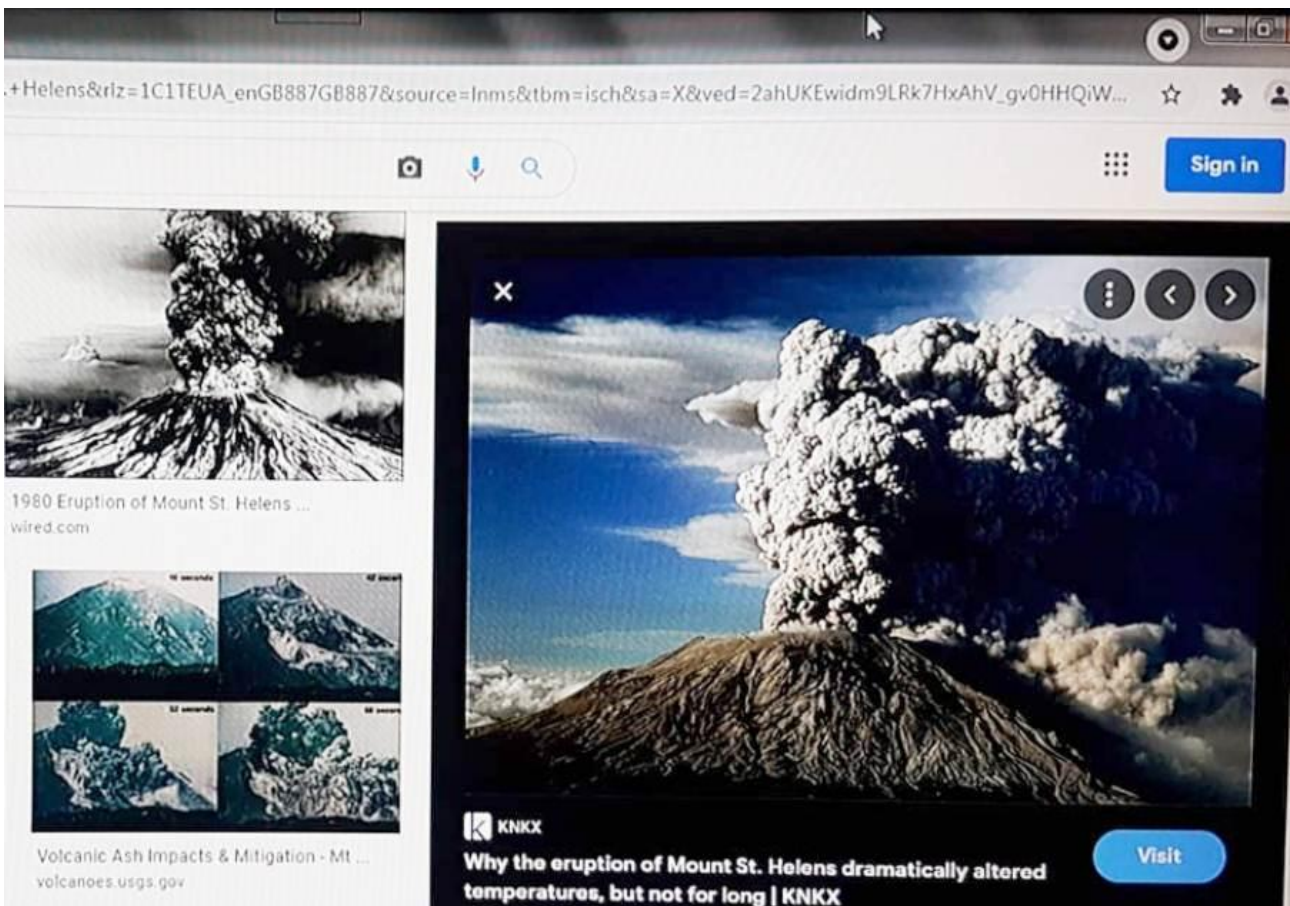 .+Helens&rlz=1C1TEUA_enGB887GB887&source=lnms&tbm=isch&sa=X&ved=2ahUKEwidm9LRk7HxAhV_gv0HHQiW...
Sign in
1980 Eruption of Mount St. Helens ...
wired.com
Volcanic Ash Impacts & Mitigation - Mt ...
volcanoes.usgs.gov
KNKX
Why the eruption of Mount St. Helens dramatically altered
temperatures, but not for long | KNKX
Visit